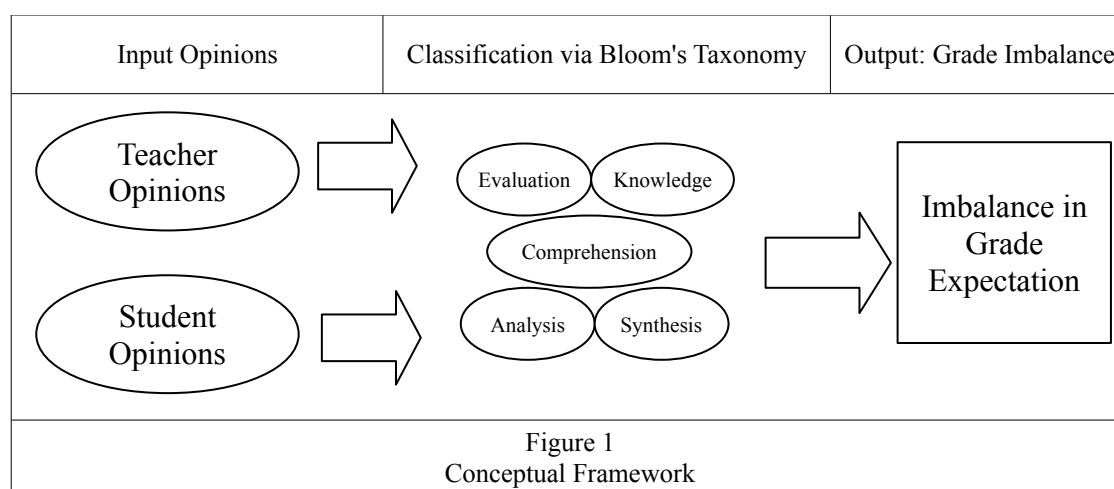 Input Opinions
Classification via Bloom's Taxonomy
Output: Grade Imbalance
Teacher
Opinions
Student
Opinions
Evaluation
Knowledge
Comprehension
Analysis
Synthesis
Imbalance in
Grade
Expectation
Figure 1
Conceptual Framework